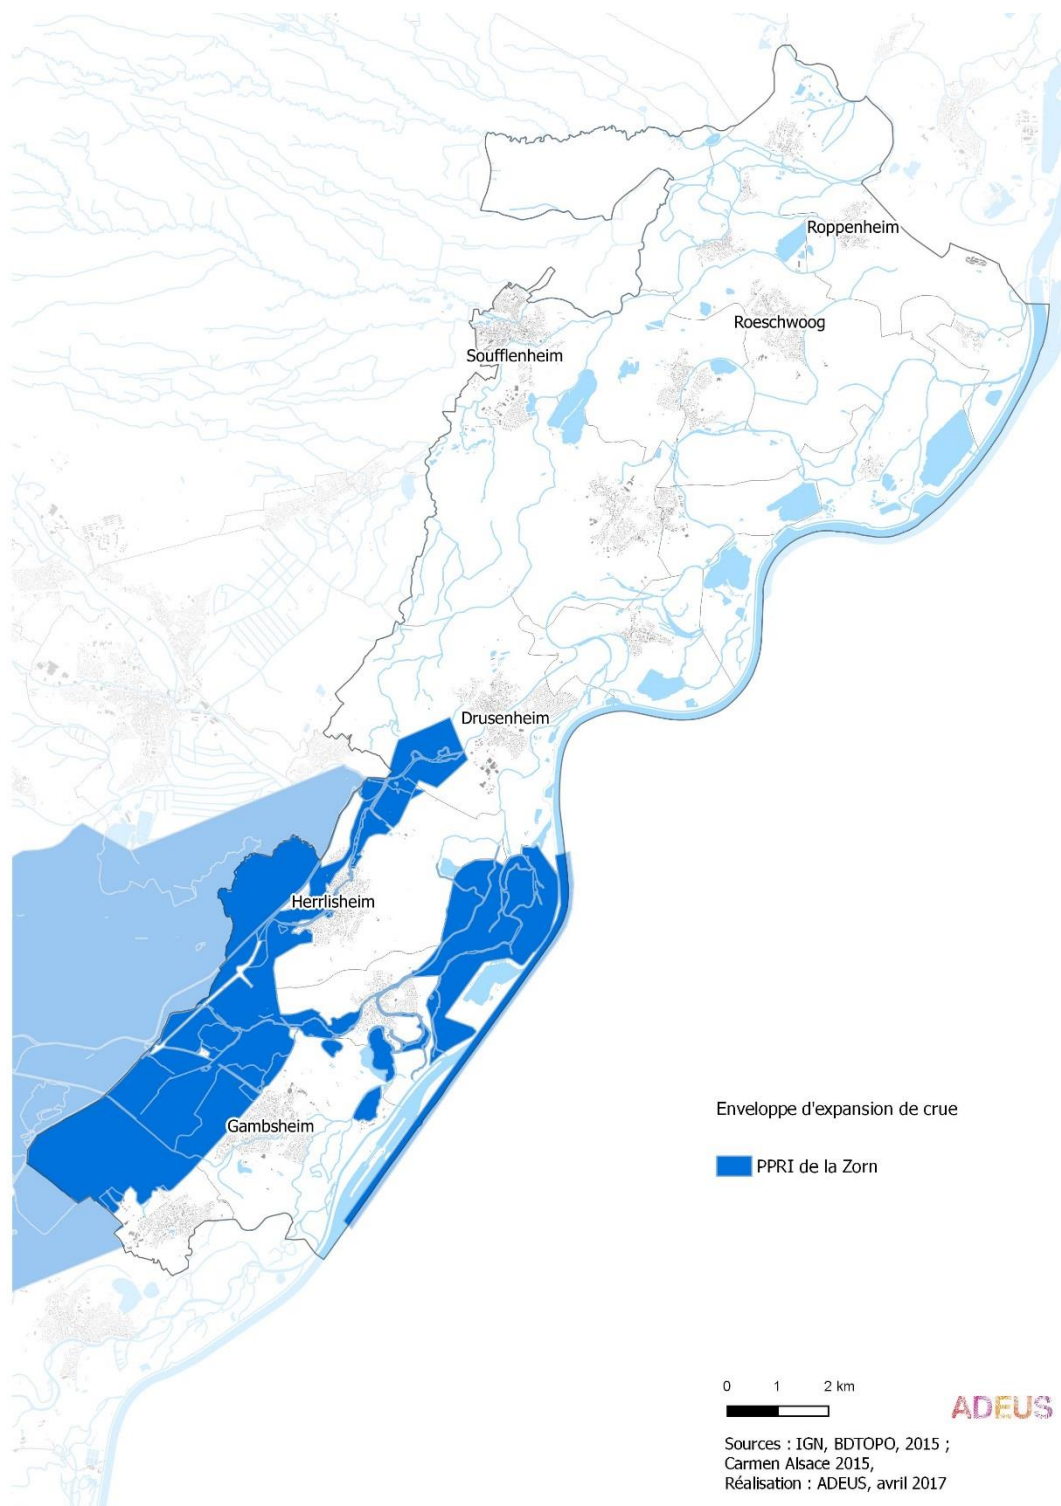 Roppenheim
Roeschwoog
Soufflenheim
Drusenheim
Herrlisheim
Gambsheim
Enveloppe d'expansion de crue
PPRI de la Zorn
0 1 2 km
ADEUS
Sources : IGN, BDTOPO, 2015 ;
Carmen Alsace 2015,
Réalisation : ADEUS, avril 2017